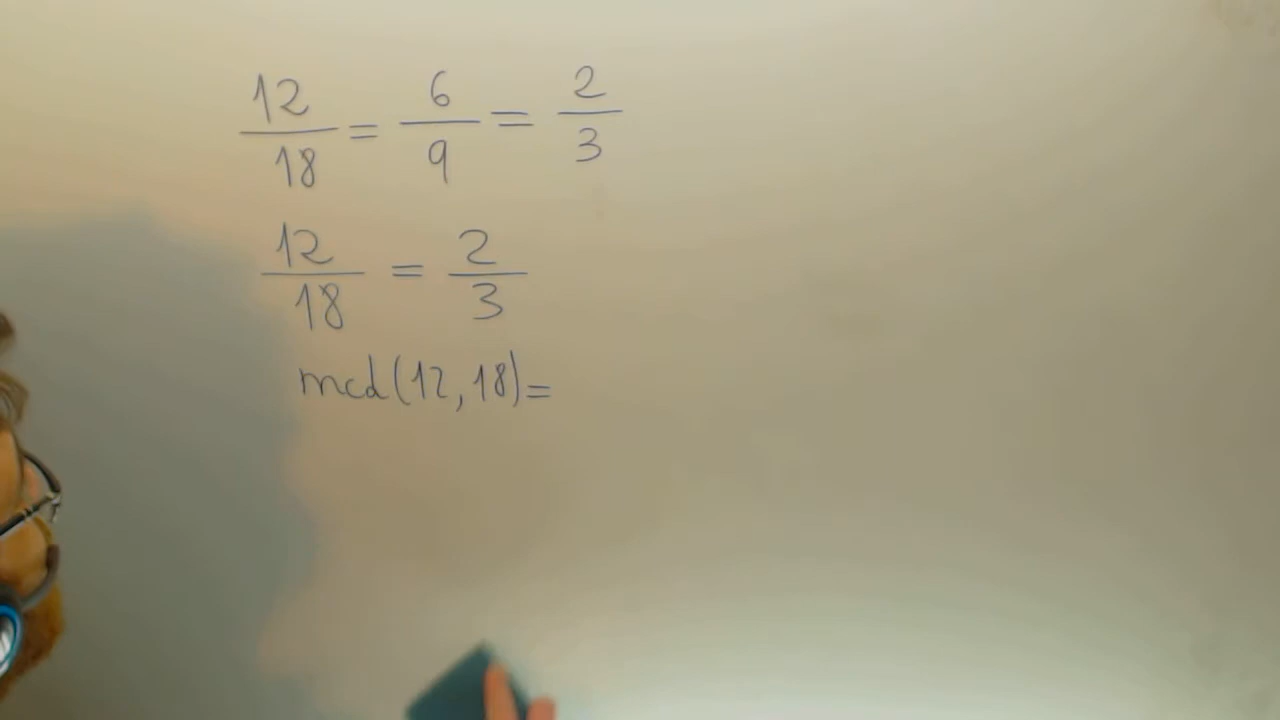 12/18 = 6/9 = 2/3
12/18 = 2/3
mcd(12,18)=